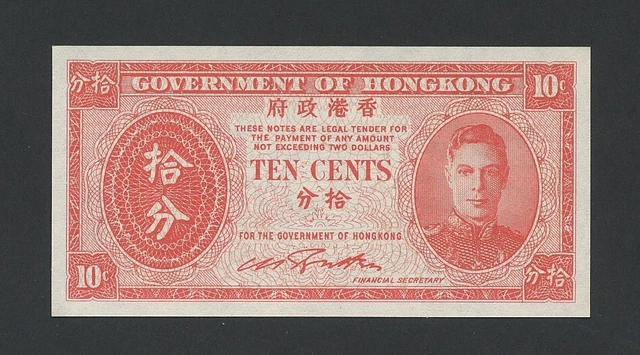 分拾 GOVERNMENT OF HONGKONG 10c
府政港香
THESE NOTES ARE LEGAL TENDER FOR
THE PAYMENT OF ANY AMOUNT
NOT EXCEEDING TWO DOLLARS
TEN CENTS
分拾
拾分
FOR THE GOVERNMENT OF HONGKONG
FINANCIAL SECRETARY
10c 分拾